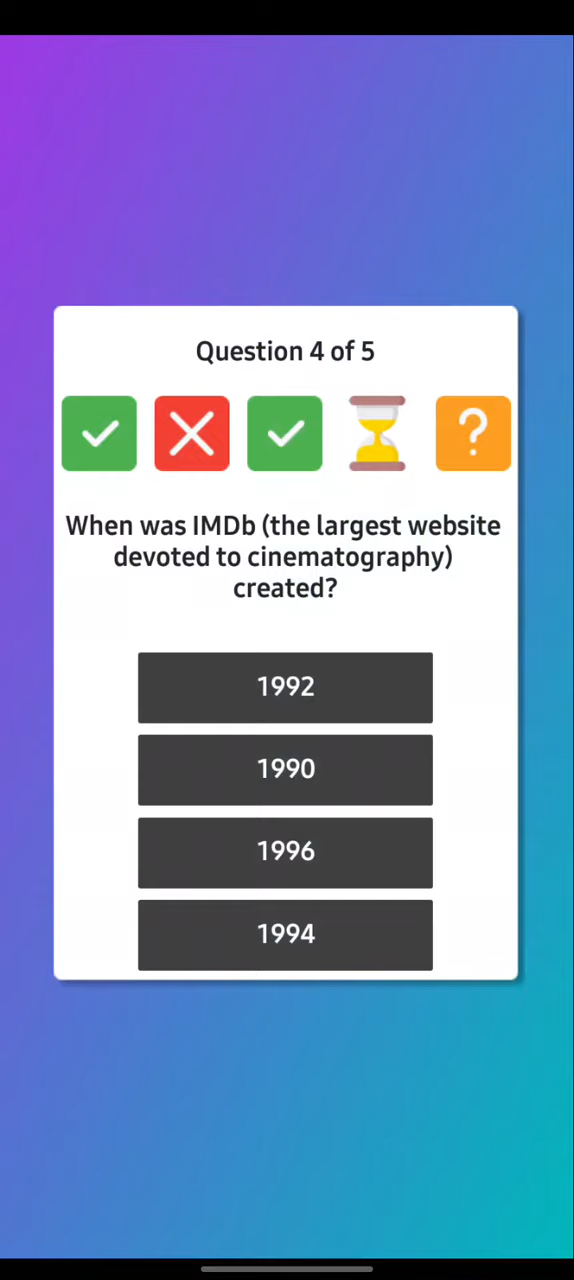 Question 4 of 5
When was IMDb (the largest website
devoted to cinematography)
created?
1992
1990
1996
1994